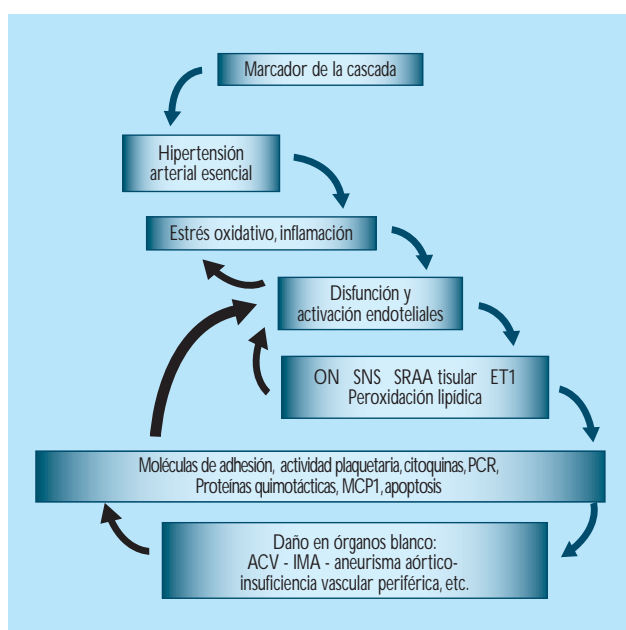 Marcador de la cascada
Hipertensión
arterial esencial
Estrés oxidativo, inflamación
Disfunción y
activación endoteliales
ON SNS SRAA tisular ET1
Peroxidación lipídica
Moléculas de adhesión, actividad plaquetaria, citoquinas, PCR,
Proteínas quimotácticas, MCP1, apoptosis
Daño en órganos blanco:
ACV - IMA - aneurisma aórtico-
insuficiencia vascular periférica, etc.